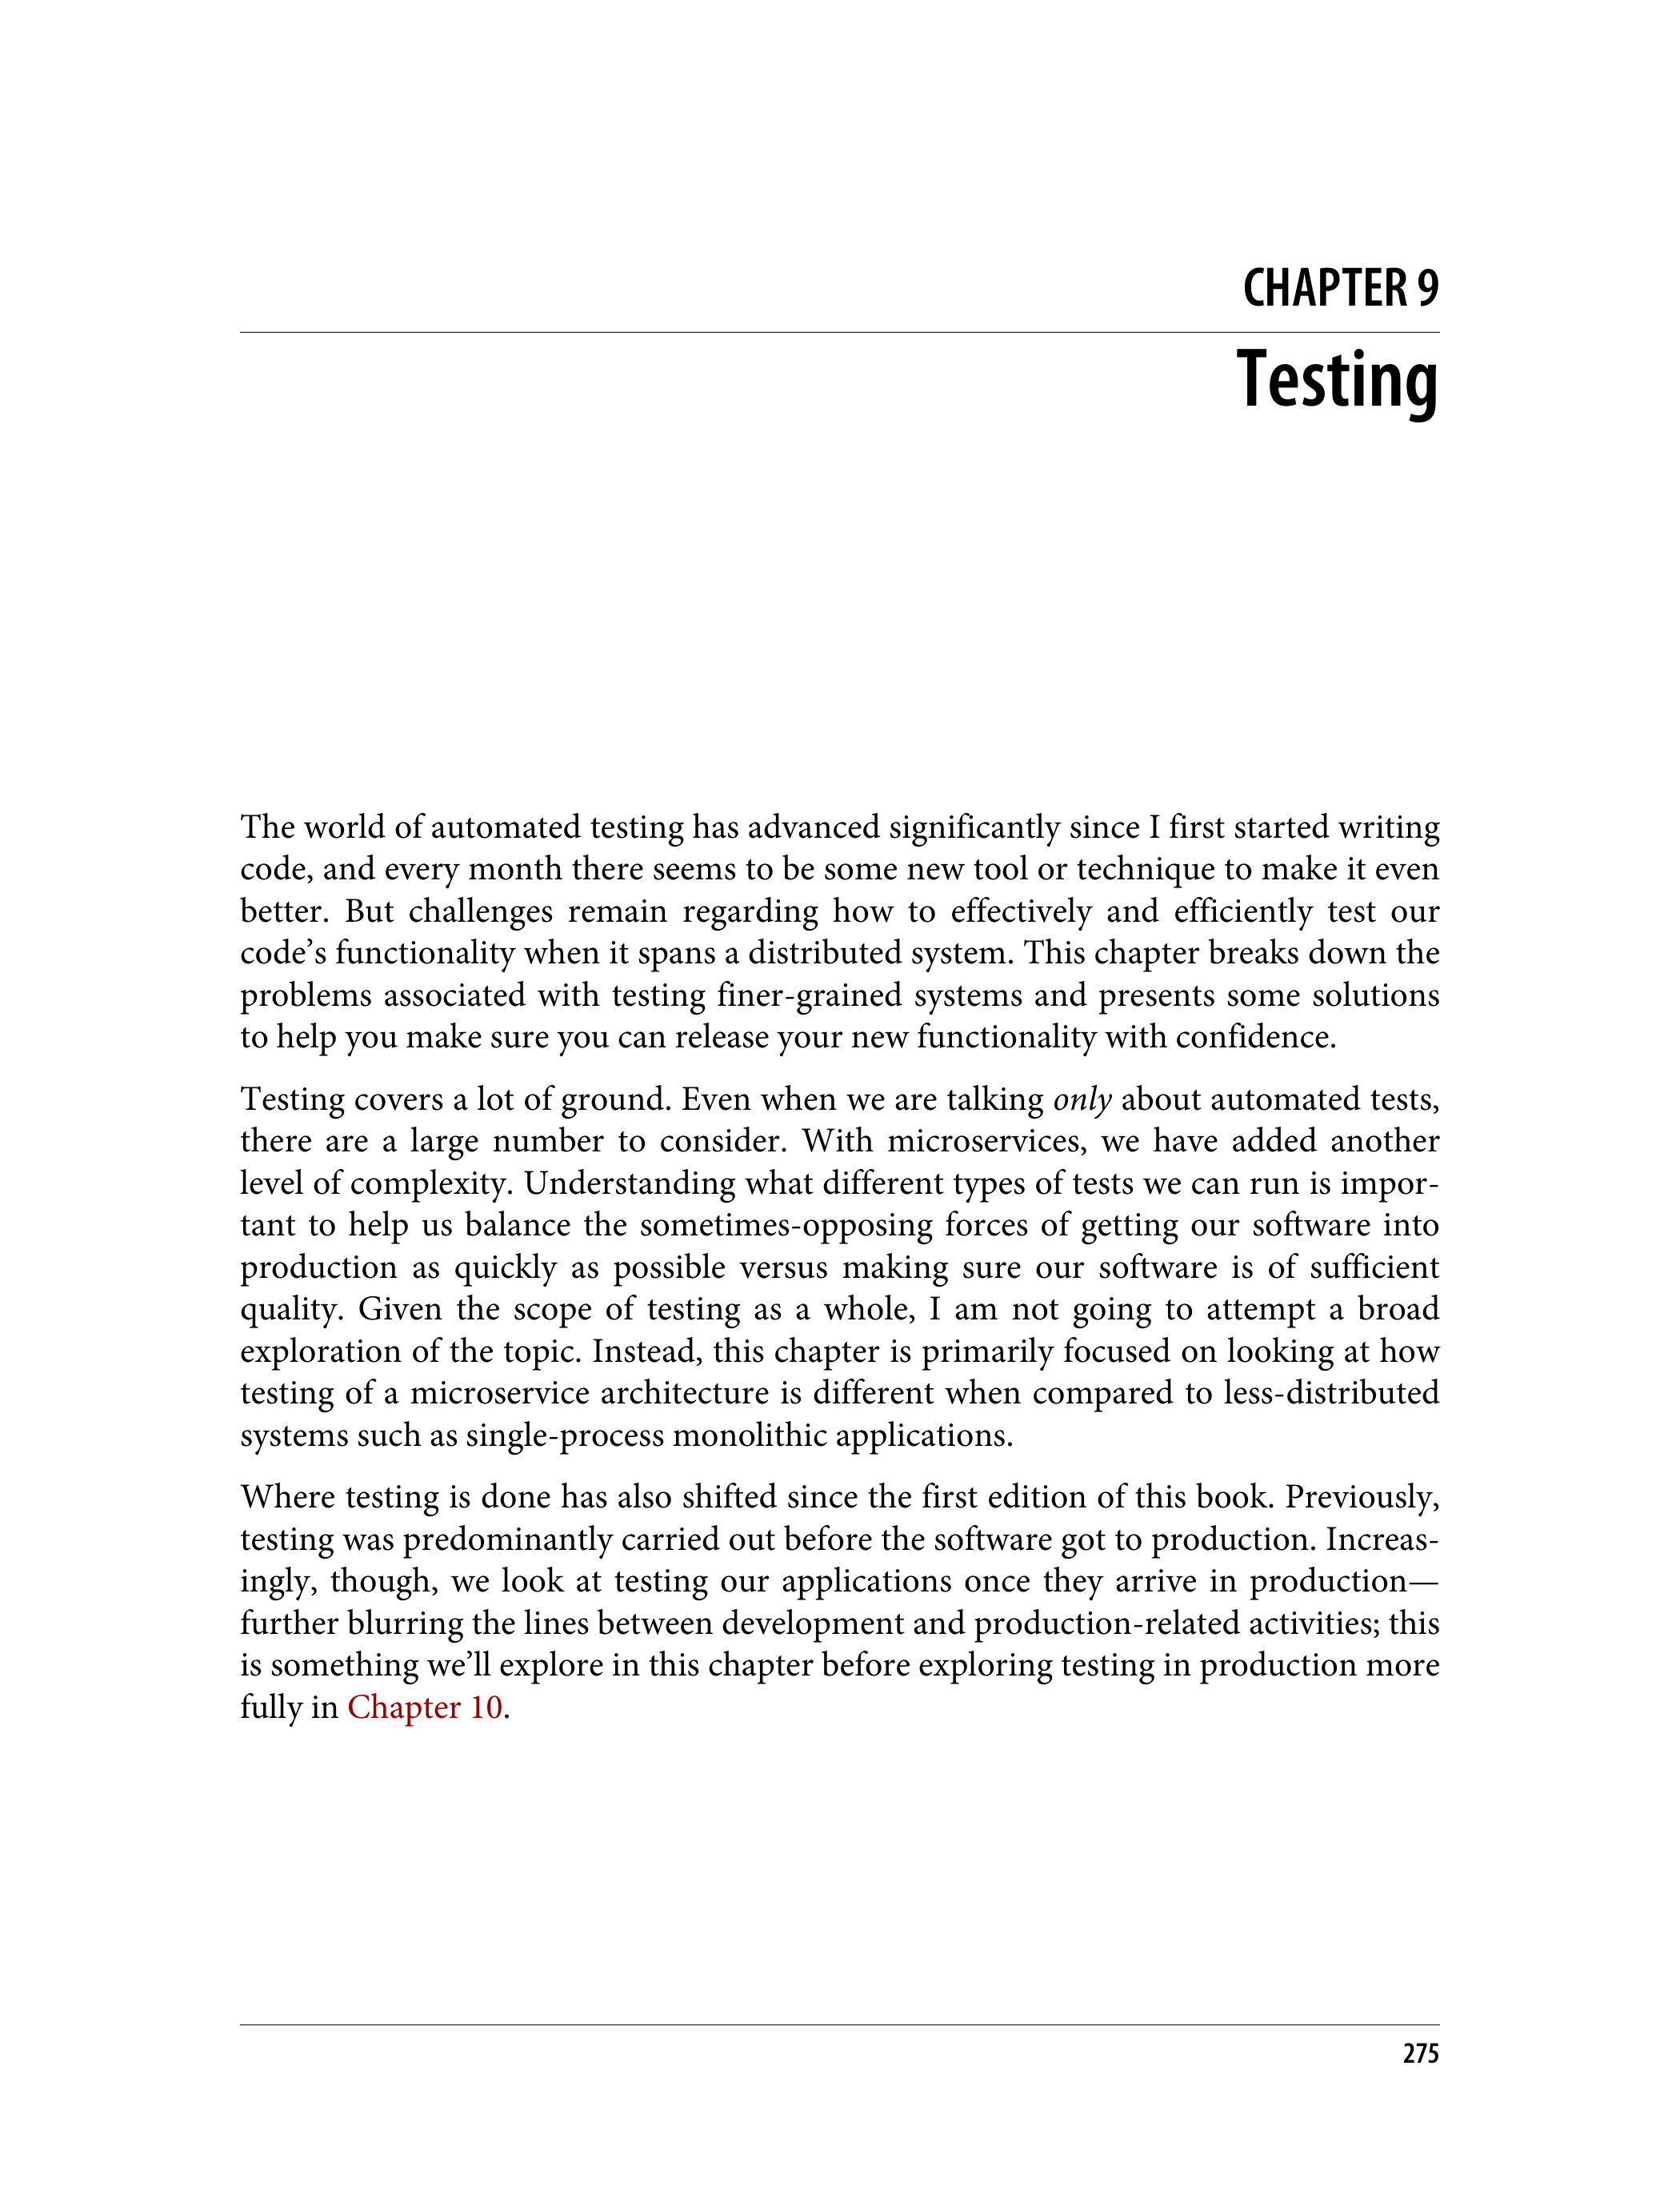 CHAPTER 9
Testing
The world of automated testing has advanced significantly since I first started writing
code, and every month there seems to be some new tool or technique to make it even
better. But challenges remain regarding how to effectively and efficiently test our
code’s functionality when it spans a distributed system. This chapter breaks down the
problems associated with testing finer-grained systems and presents some solutions
to help you make sure you can release your new functionality with confidence.
Testing covers a lot of ground. Even when we are talking only about automated tests,
there are a large number to consider. With microservices, we have added another
level of complexity. Understanding what different types of tests we can run is impor-
tant to help us balance the sometimes-opposing forces of getting our software into
production as quickly as possible versus making sure our software is of sufficient
quality. Given the scope of testing as a whole, I am not going to attempt a broad
exploration of the topic. Instead, this chapter is primarily focused on looking at how
testing of a microservice architecture is different when compared to less-distributed
systems such as single-process monolithic applications.
Where testing is done has also shifted since the first edition of this book. Previously,
testing was predominantly carried out before the software got to production. Increas-
ingly, though, we look at testing our applications once they arrive in production—
further blurring the lines between development and production-related activities; this
is something we’ll explore in this chapter before exploring testing in production more
fully in Chapter 10.
275